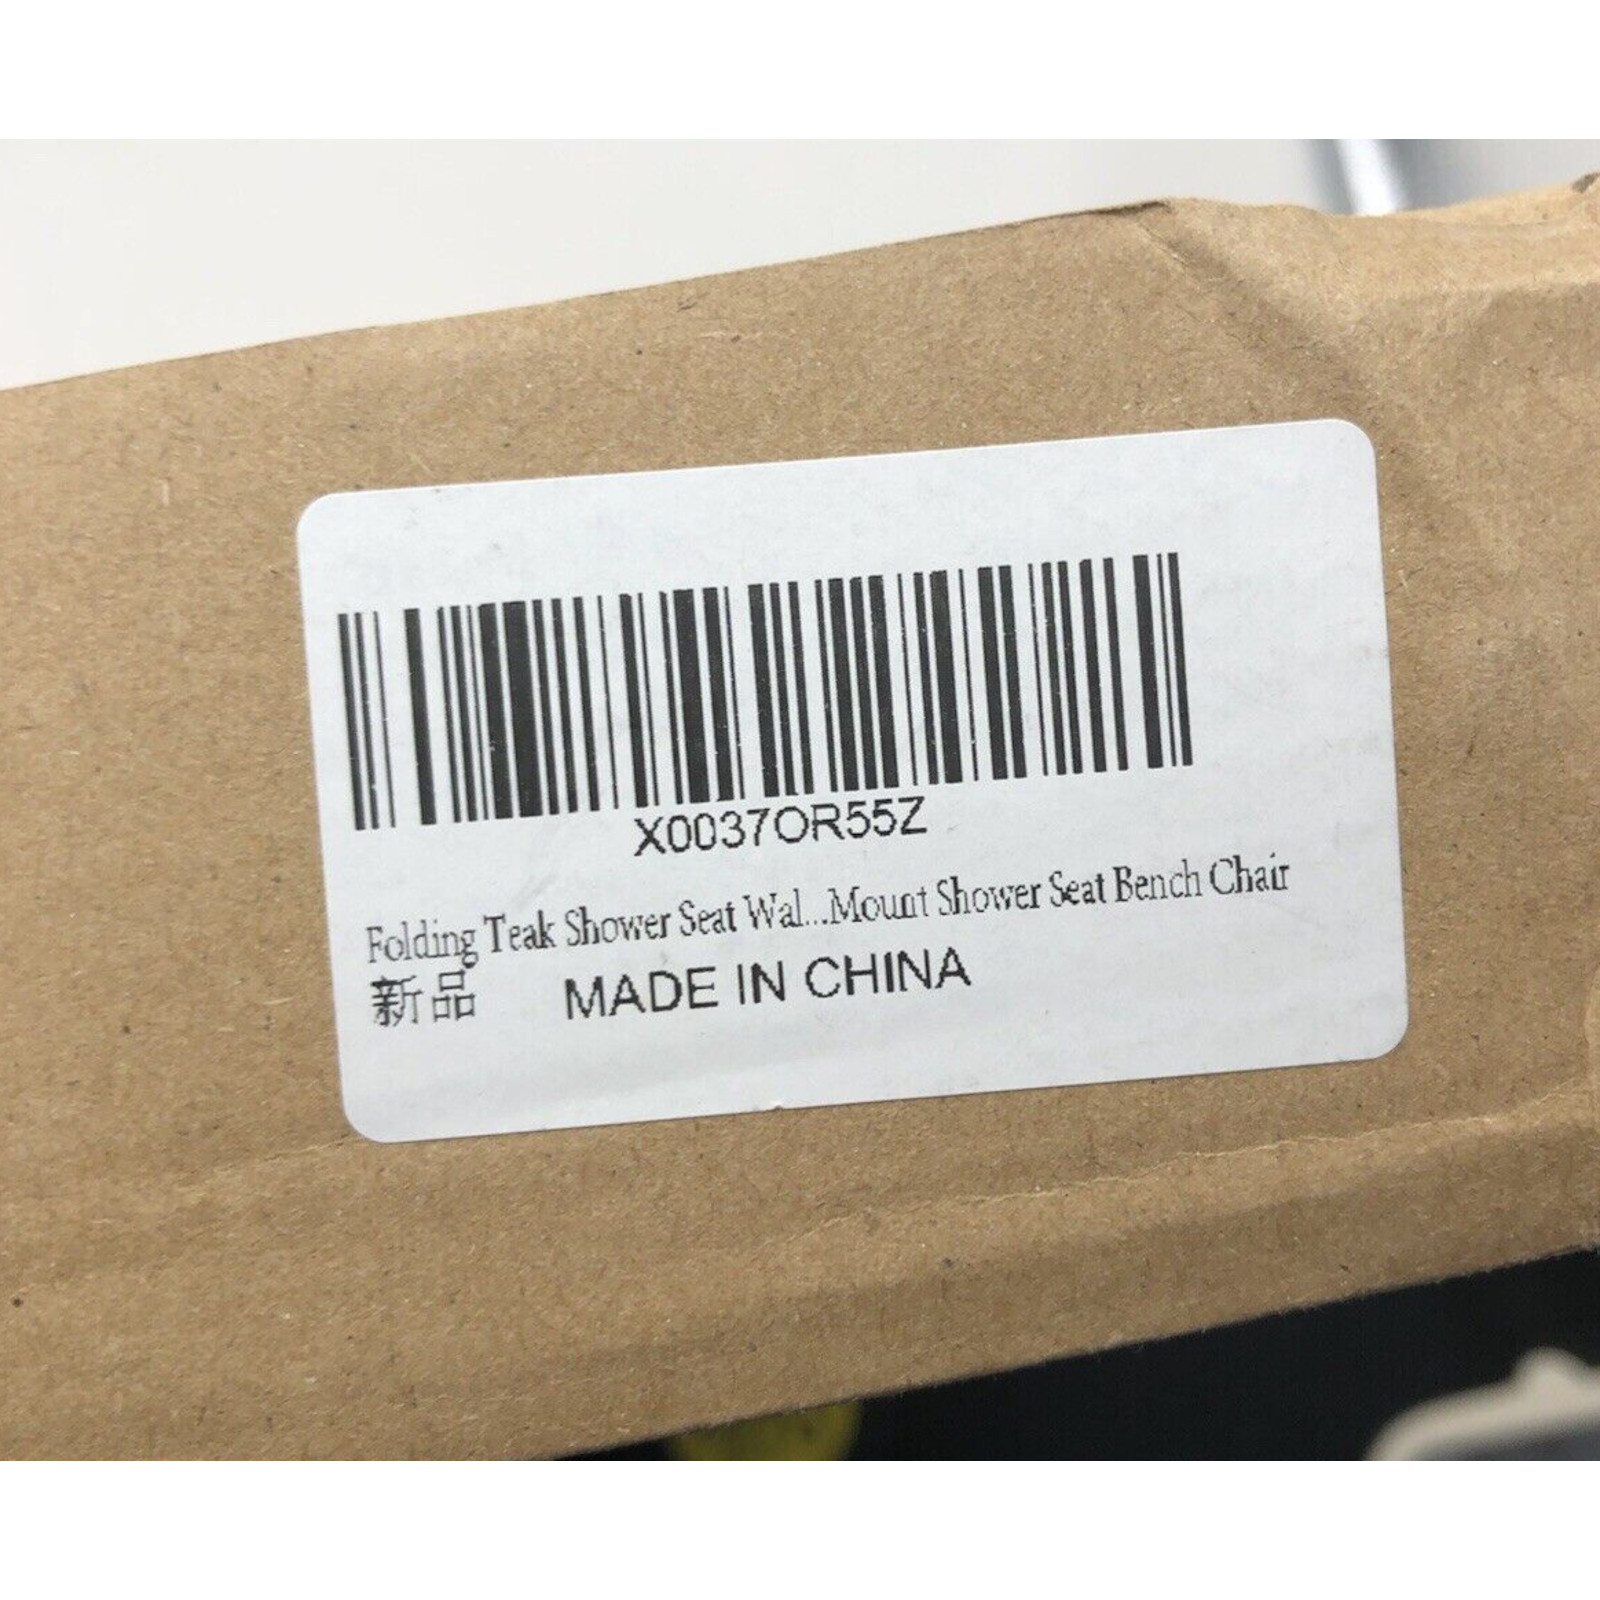 X0037OR55Z
Folding Teak Shower Seat Wal...Mount Shower Seat Bench Chair
新品 MADE IN CHINA